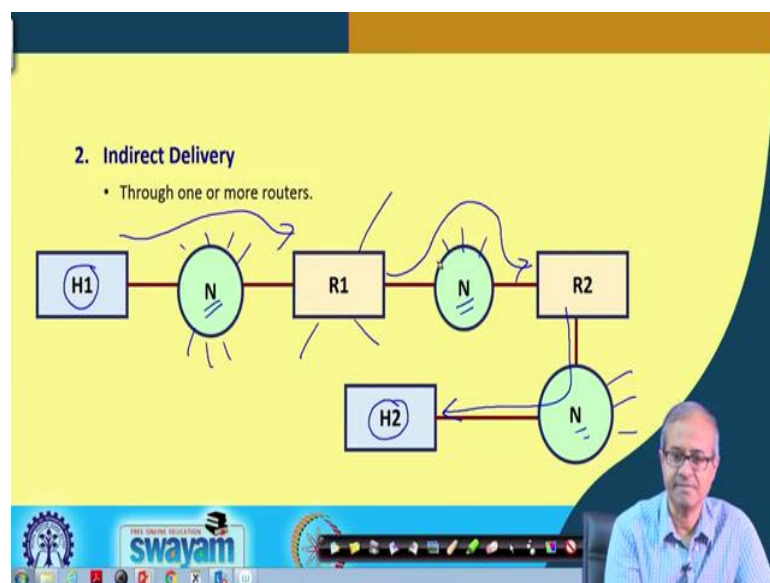 2. Indirect Delivery
• Through one or more routers.
H1
N
R1
N
R2
H2
N
FREE ONLINE EDUCATION
swayam